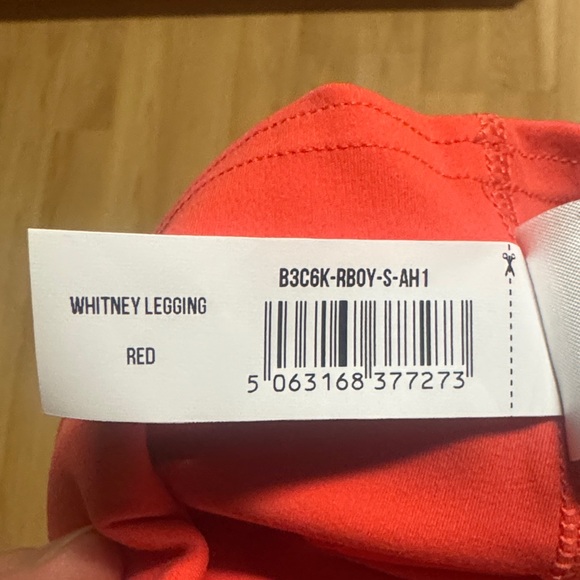 WHITNEY LEGGING
RED
B3C6K-RBOY-S-AH1
5 063168 377273